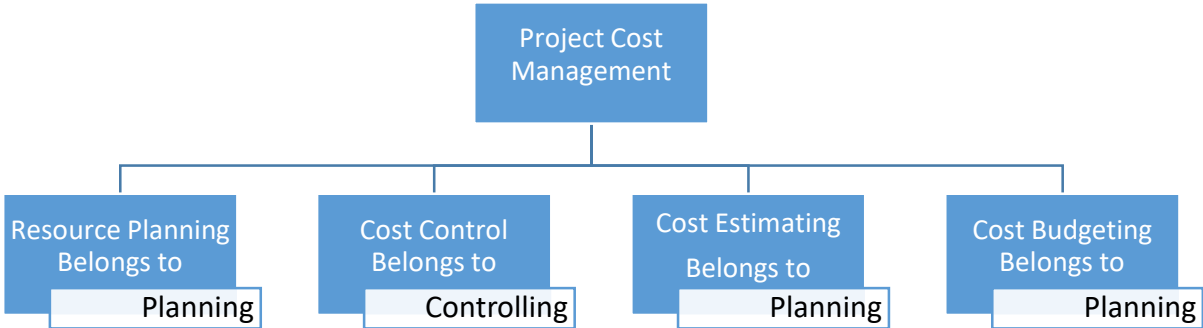 Project Cost
Management
Resource Planning
Belongs to
Planning
Cost Control
Belongs to
Controlling
Cost Estimating
Belongs to
Planning
Cost Budgeting
Belongs to
Planning